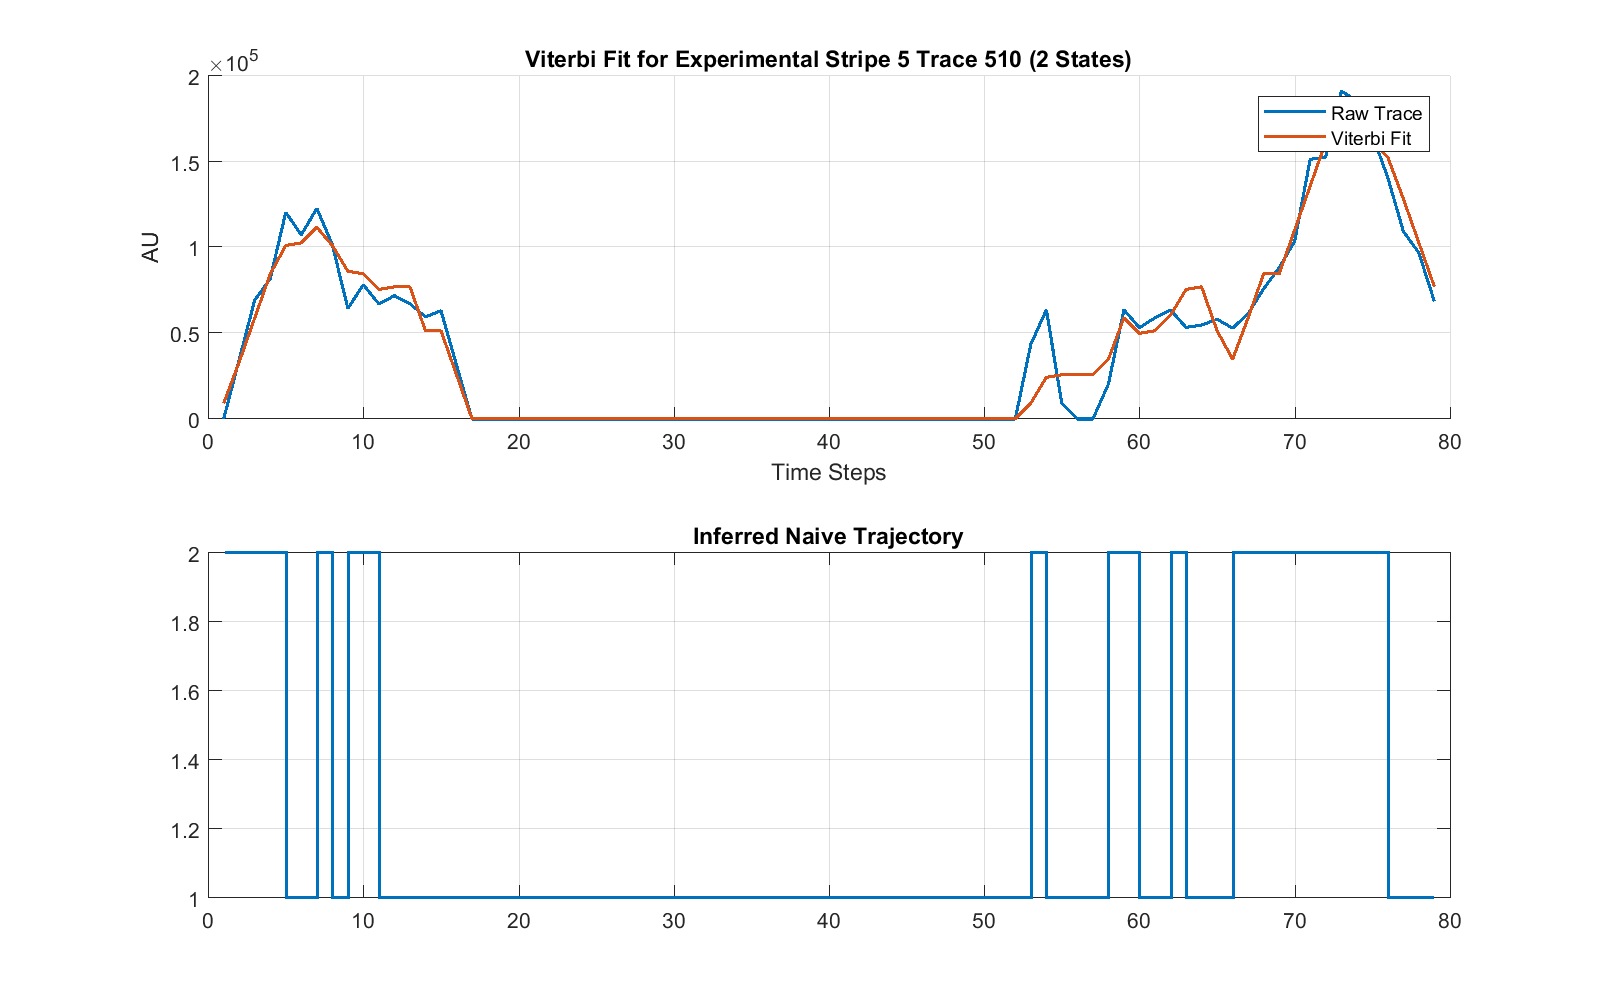 Viterbi Fit for Experimental Stripe 5 Trace 510 (2 States)
×10^5
2
1.5
1
0.5
0
AU
Raw Trace
Viterbi Fit
0 10 20 30 40 50 60 70 80
Time Steps
Inferred Naive Trajectory
2
1.8
1.6
1.4
1.2
1
0 10 20 30 40 50 60 70 80